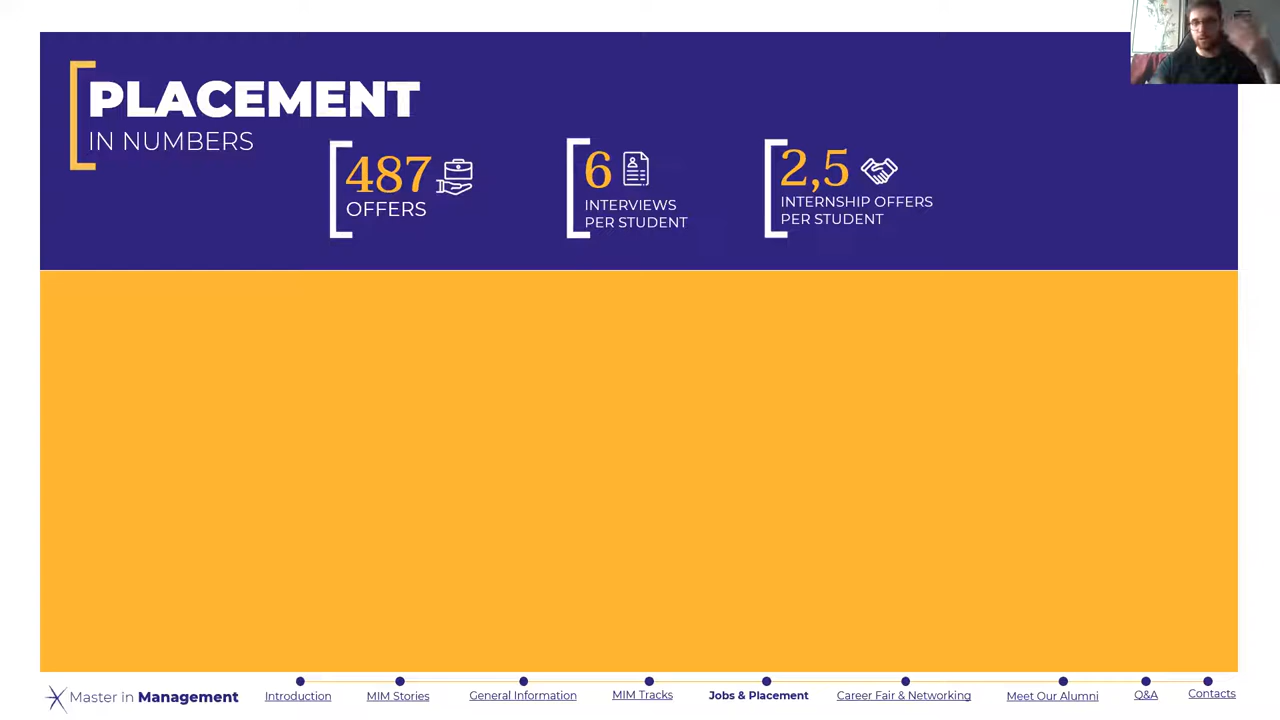 PLACEMENT
IN NUMBERS
487
OFFERS
6
INTERVIEWS
PER STUDENT
2,5
INTERNSHIP OFFERS
PER STUDENT
Master in Management
Introduction
MIM Stories
General Information
MIM Tracks
Jobs & Placement
Career Fair & Networking
Meet Our Alumni
Q&A
Contacts